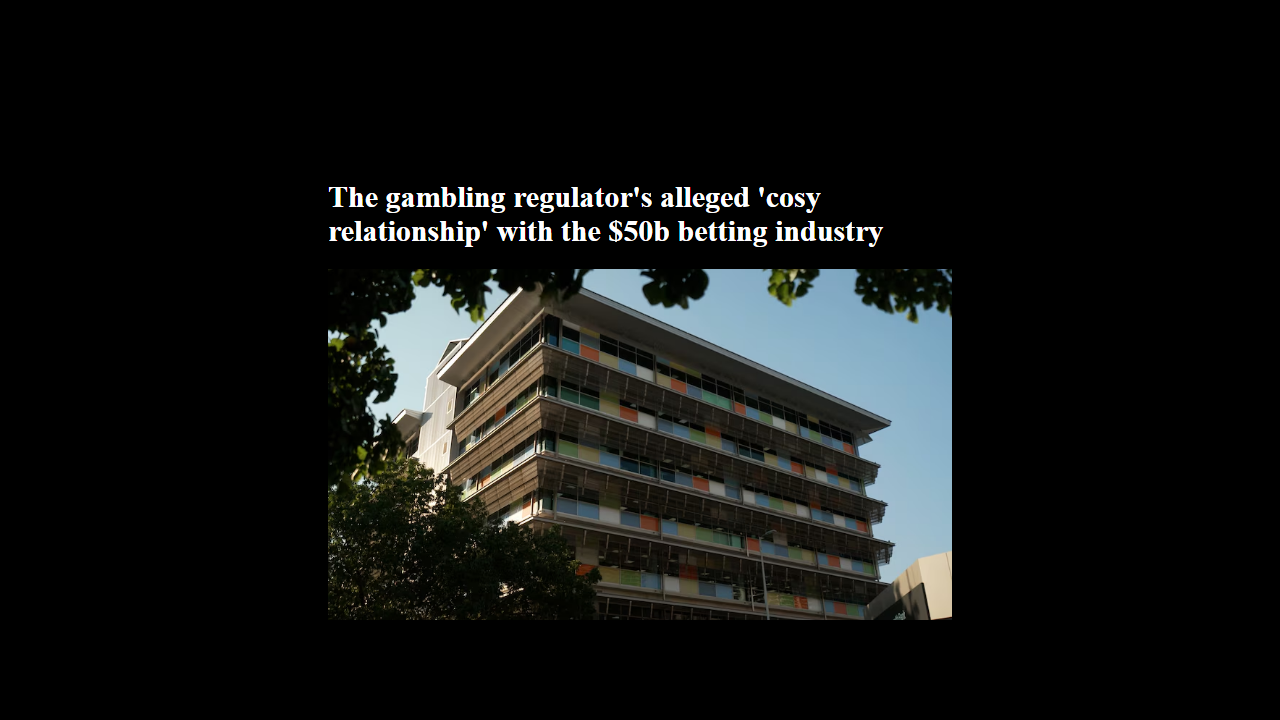 The gambling regulator's alleged 'cosy
relationship' with the $50b betting industry